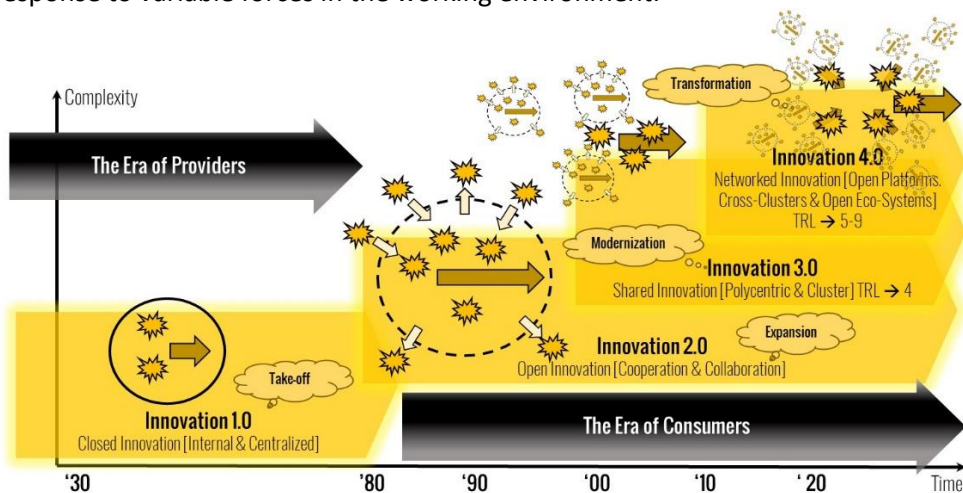 esponse to variable forces in the working environment.
Complexity
The Era of Providers
Transformation
Innovation 4.0
Networked Innovation [Open Platforms.
Cross-Clusters & Open Eco-Systems]
TRL → 5-9
Modernization
Innovation 3.0
Shared Innovation [Polycentric & Cluster] TRL → 4
Expansion
Innovation 2.0
Open Innovation [Cooperation & Collaboration]
Take-off
Innovation 1.0
Closed Innovation [Internal & Centralized]
The Era of Consumers
‘30 ‘80 ‘90 ‘00 ‘10 ‘20 Time